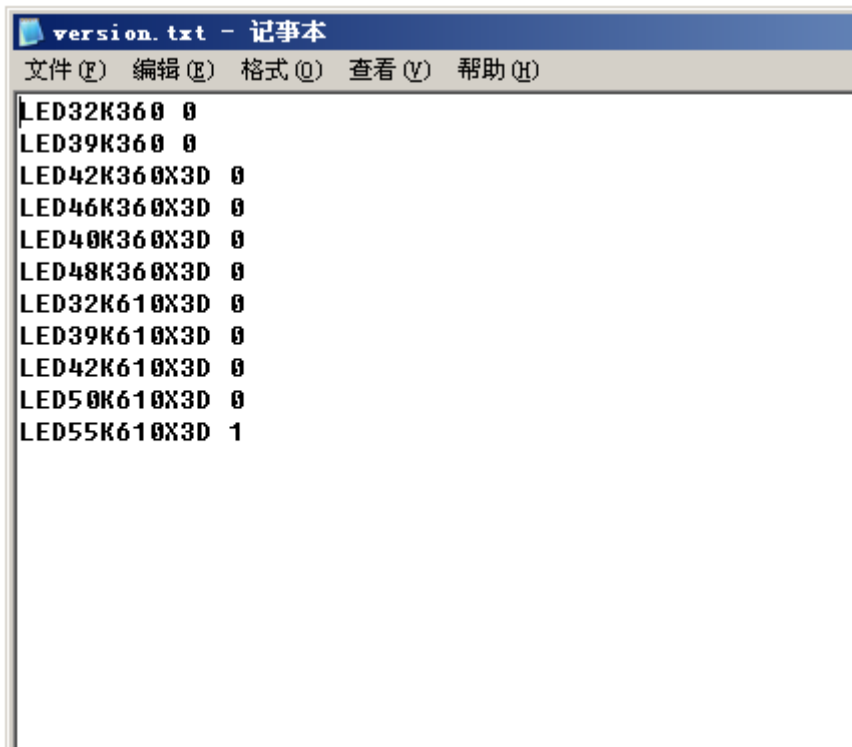 version.txt - 记事本
文件(F) 编辑(E) 格式(O) 查看(V) 帮助(H)
LED32K360 0
LED39K360 0
LED42K360X3D 0
LED46K360X3D 0
LED40K360X3D 0
LED48K360X3D 0
LED32K610X3D 0
LED39K610X3D 0
LED42K610X3D 0
LED50K610X3D 0
LED55K610X3D 1